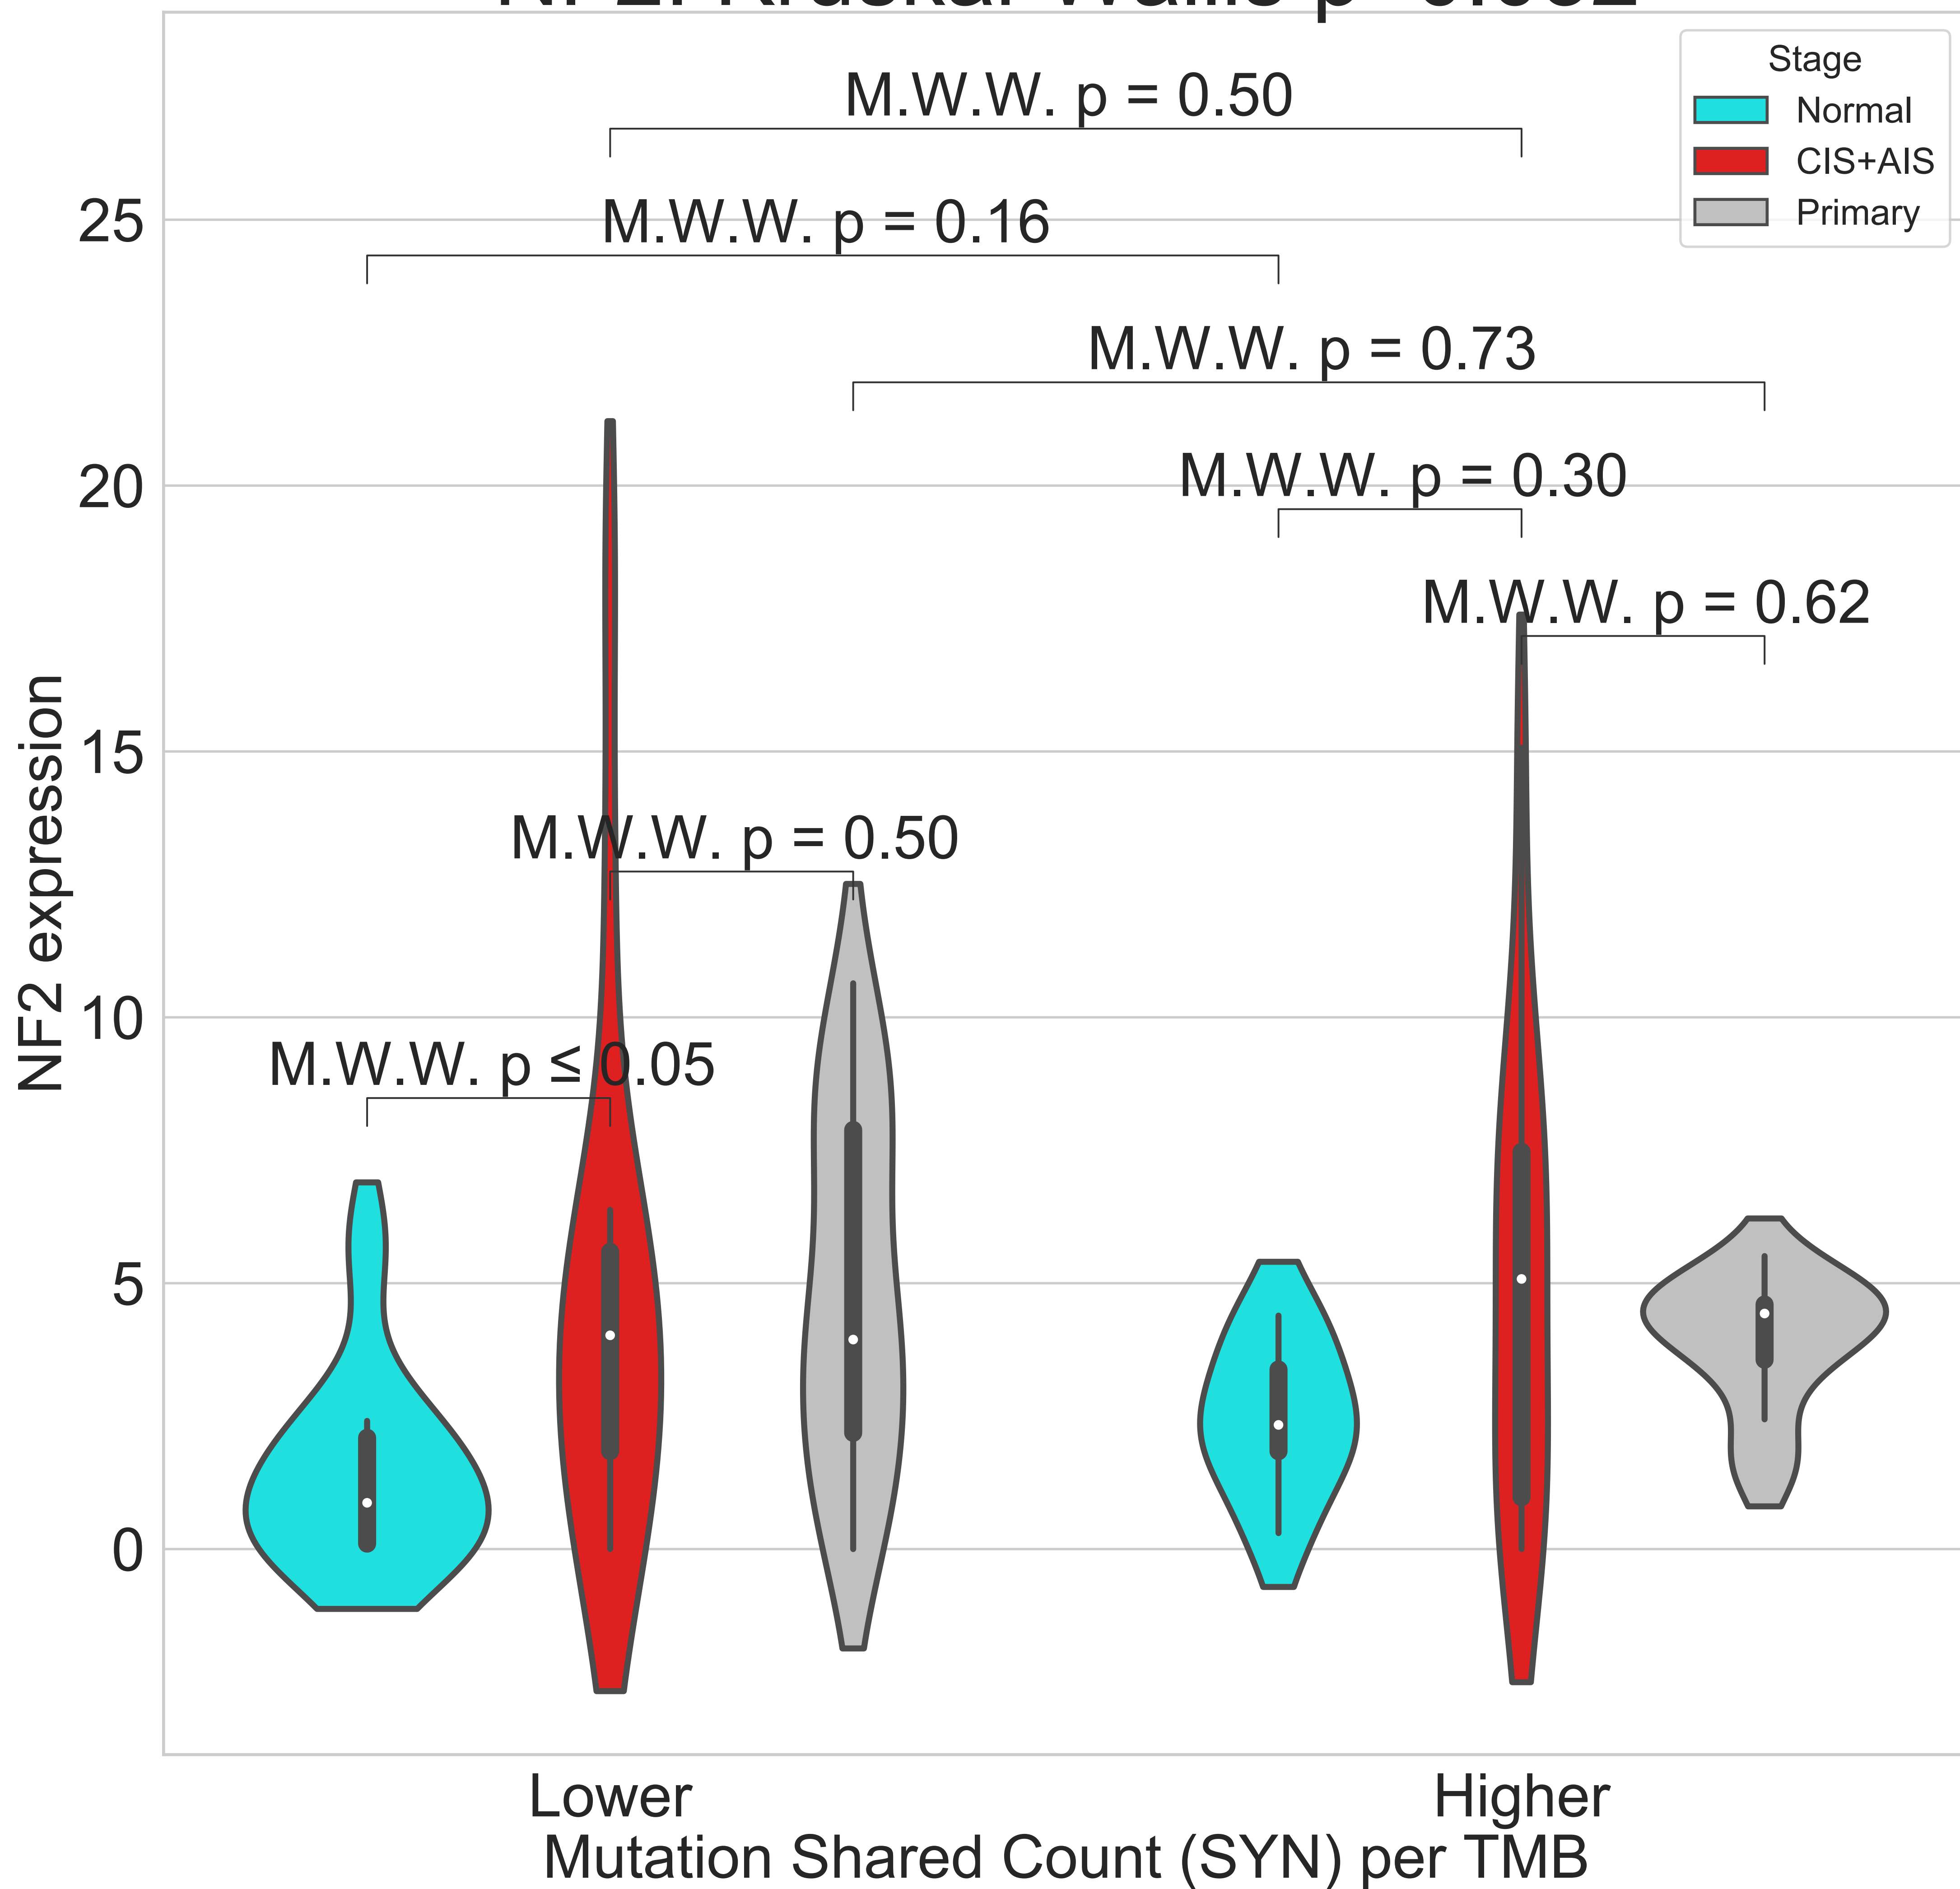 Stage
Normal
CIS+AIS
Primary
M.W.W. p = 0.50
M.W.W. p = 0.16
M.W.W. p = 0.73
M.W.W. p = 0.30
M.W.W. p = 0.62
M.W.W. p = 0.50
M.W.W. p ≤ 0.05
25
20
15
10
5
0
NF2 expression
Lower
Higher
Mutation Shared Count (SYN) per TMB